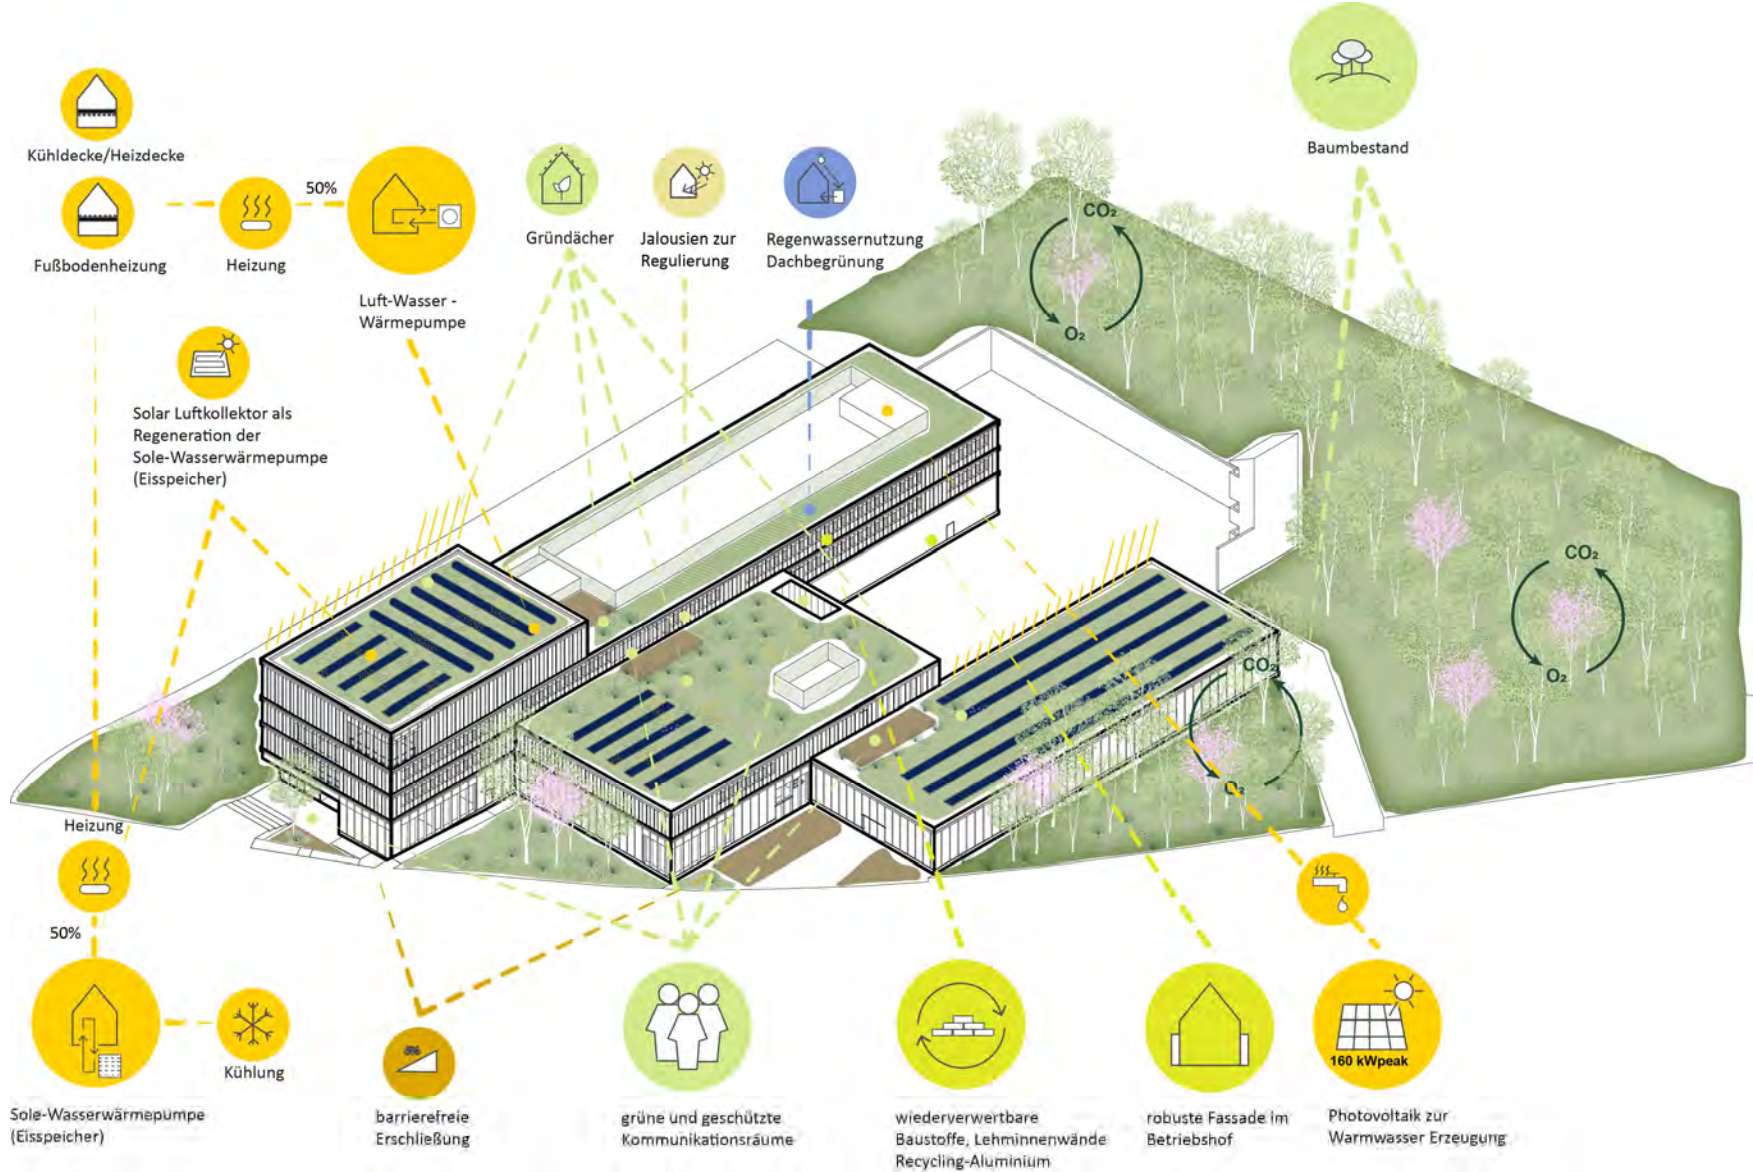 Baumbestand
Kühldecke/Heizdecke
50%
Fußbodenheizung
Heizung
Luft-Wasser -
Wärmepumpe
Gründächer
Jalousien zur
Regulierung
Regenwassernutzung
Dachbegrünung
CO₂
O₂
Solar Luftkollektor als
Regeneration der
Sole-Wasserwärmepumpe
(Eisspeicher)
CO₂
O₂
CO₂
O₂
Heizung
50%
Kühlung
160 kWpeak
Sole-Wasserwärmepumpe
(Eisspeicher)
barrierefreie
Erschließung
grüne und geschützte
Kommunikationsräume
wiederverwertbare
Baustoffe, Lehminnenwände
Recycling-Aluminium
robuste Fassade im
Betriebshof
Photovoltaik zur
Warmwasser Erzeugung